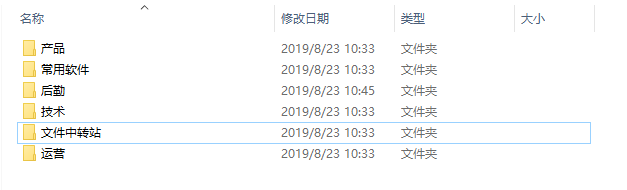 名称 修改日期 类型 大小
产品 2019/8/23 10:33 文件夹
常用软件 2019/8/23 10:33 文件夹
后勤 2019/8/23 10:45 文件夹
技术 2019/8/23 10:33 文件夹
文件中转站 2019/8/23 10:33 文件夹
运营 2019/8/23 10:33 文件夹